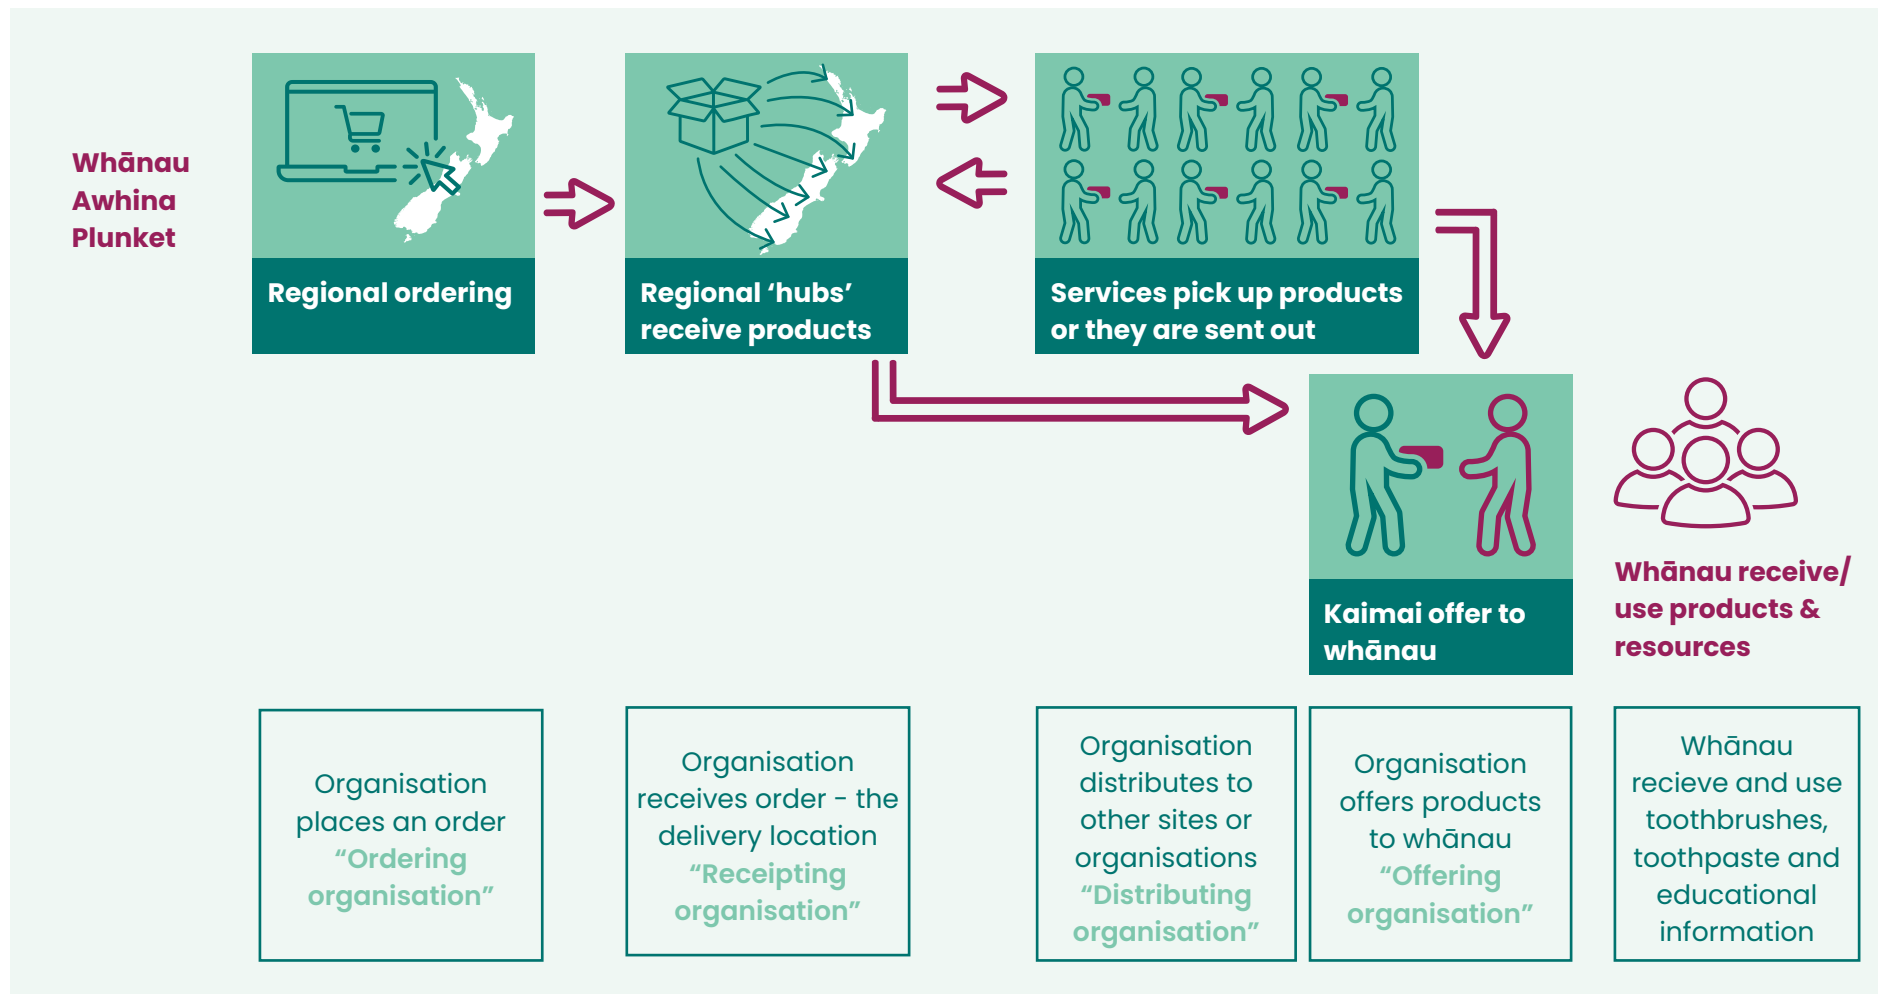 Whānau
Awhina
Plunket
Regional ordering
Regional ‘hubs’
receive products
Services pick up products
or they are sent out
Kaimai offer to
whānau
Whānau receive/
use products &
resources
Organisation
places an order
“Ordering
organisation”
Organisation
receives order - the
delivery location
“Receipting
organisation”
Organisation
distributes to
other sites or
organisations
“Distributing
organisation”
Organisation
offers products
to whānau
“Offering
organisation”
Whānau
recieve and use
toothbrushes,
toothpaste and
educational
information